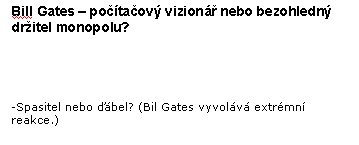 Bill Gates – počítačový vizionář nebo bezohledný
držitel monopolu?
-Spasitel nebo ďábel? (Bil Gates vyvolává extrémní
reakce.)